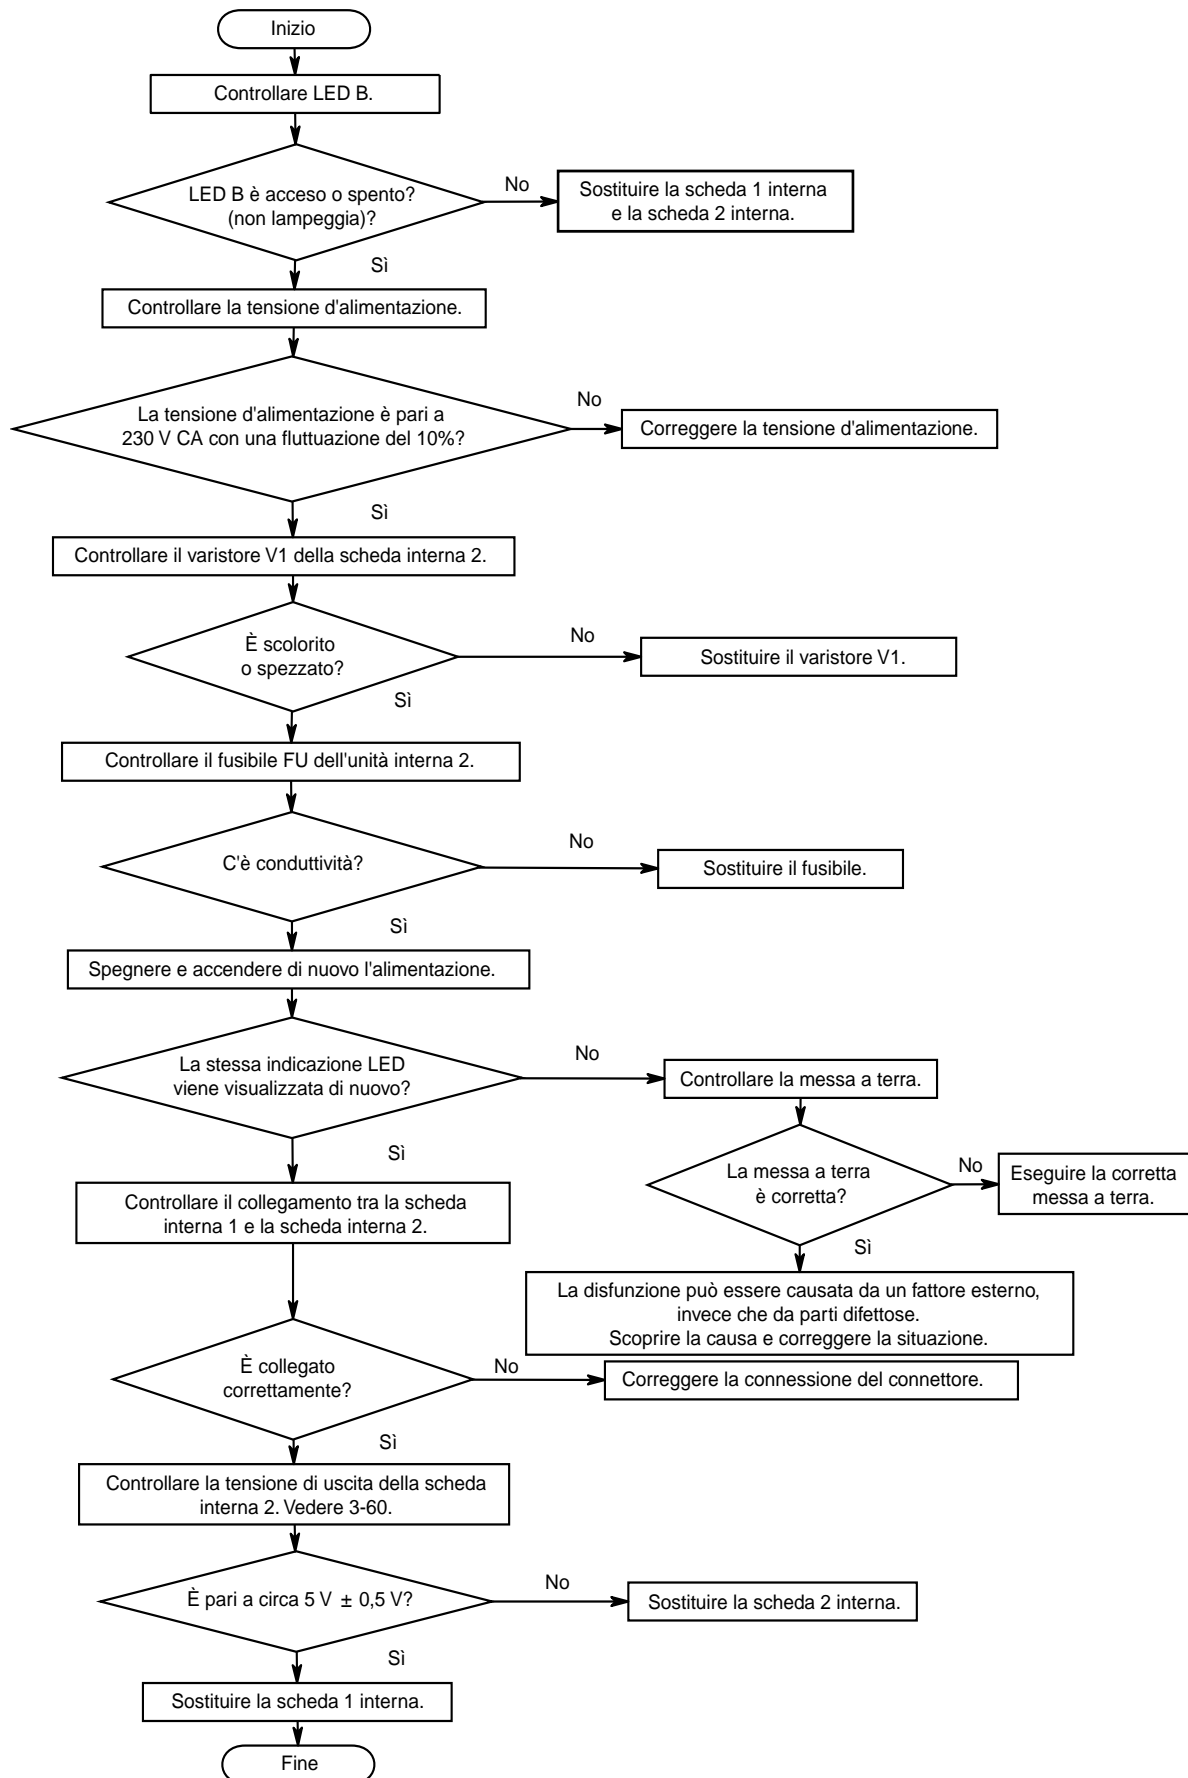 Inizio
Controllare LED B.
LED B è acceso o spento?
(non lampeggia)?
No
Sostituire la scheda 1 interna
e la scheda 2 interna.
Sì
Controllare la tensione d'alimentazione.
La tensione d'alimentazione è pari a
230 V CA con una fluttuazione del 10%?
No
Correggere la tensione d'alimentazione.
Sì
Controllare il varistore V1 della scheda interna 2.
È scolorito
o spezzato?
No
Sostituire il varistore V1.
Sì
Controllare il fusibile FU dell'unità interna 2.
C'è conduttività?
No
Sostituire il fusibile.
Sì
Spegnere e accendere di nuovo l'alimentazione.
La stessa indicazione LED
viene visualizzata di nuovo?
No
Controllare la messa a terra.
La messa a terra
è corretta?
No
Eseguire la corretta
messa a terra.
Sì
La disfunzione può essere causata da un fattore esterno,
invece che da parti difettose.
Scoprire la causa e correggere la situazione.
Sì
Controllare il collegamento tra la scheda
interna 1 e la scheda interna 2.
È collegato
correttamente?
No
Correggere la connessione del connettore.
Sì
Controllare la tensione di uscita della scheda
interna 2. Vedere 3-60.
È pari a circa 5 V ± 0,5 V?
No
Sostituire la scheda 2 interna.
Sì
Sostituire la scheda 1 interna.
Fine